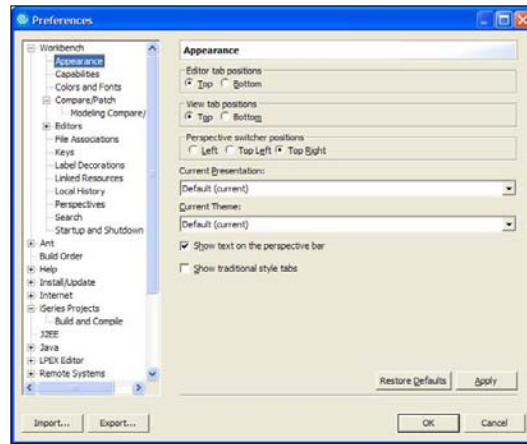 Preferences
Workbench
Appearance
Capabilities
Colors and Fonts
Compare/Patch
Modeling Compare/
Editors
File Associations
Keys
Label Decorations
Linked Resources
Local History
Perspectives
Search
Startup and Shutdown
Ant
Build Order
Help
Install/Update
Internet
iSeries Projects
Build and Compile
J2EE
Java
LPEX Editor
Remote Systems
Appearance
Editor tab positions
Top Bottom
View tab positions
Top Bottom
Perspective switcher positions
Left Top Left Top Right
Current Presentation:
Default (current)
Current Theme:
Default (current)
Show text on the perspective bar
Show traditional style tabs
Restore Defaults Apply
Import... Export... OK Cancel